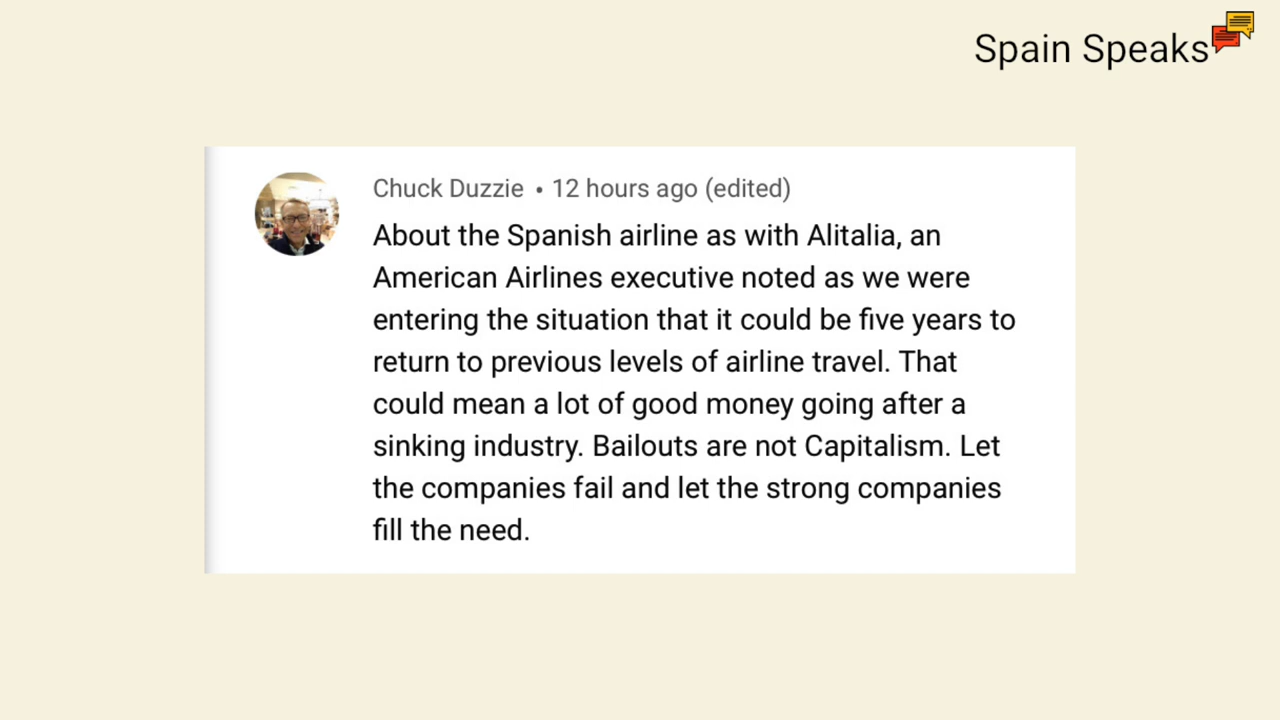 Spain Speaks
Chuck Duzzie • 12 hours ago (edited)
About the Spanish airline as with Alitalia, an
American Airlines executive noted as we were
entering the situation that it could be five years to
return to previous levels of airline travel. That
could mean a lot of good money going after a
sinking industry. Bailouts are not Capitalism. Let
the companies fail and let the strong companies
fill the need.